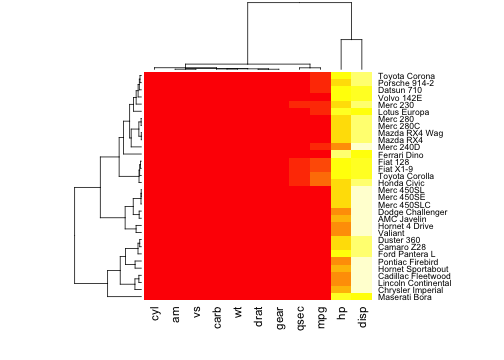 Toyota Corona
Porsche 914-2
Datsun 710
Volvo 142E
Merc 230
Lotus Europa
Merc 280
Merc 280C
Mazda RX4 Wag
Mazda RX4
Merc 240D
Ferrari Dino
Fiat 128
Fiat X1-9
Toyota Corolla
Honda Civic
Merc 450SL
Merc 450SE
Merc 450SLC
Dodge Challenger
AMC Javelin
Hornet 4 Drive
Valiant
Duster 360
Camaro Z28
Ford Pantera L
Pontiac Firebird
Hornet Sportabout
Cadillac Fleetwood
Lincoln Continental
Chrysler Imperial
Maserati Bora
cyl
am
vs
carb
wt
drat
gear
qsec
mpg
hp
disp